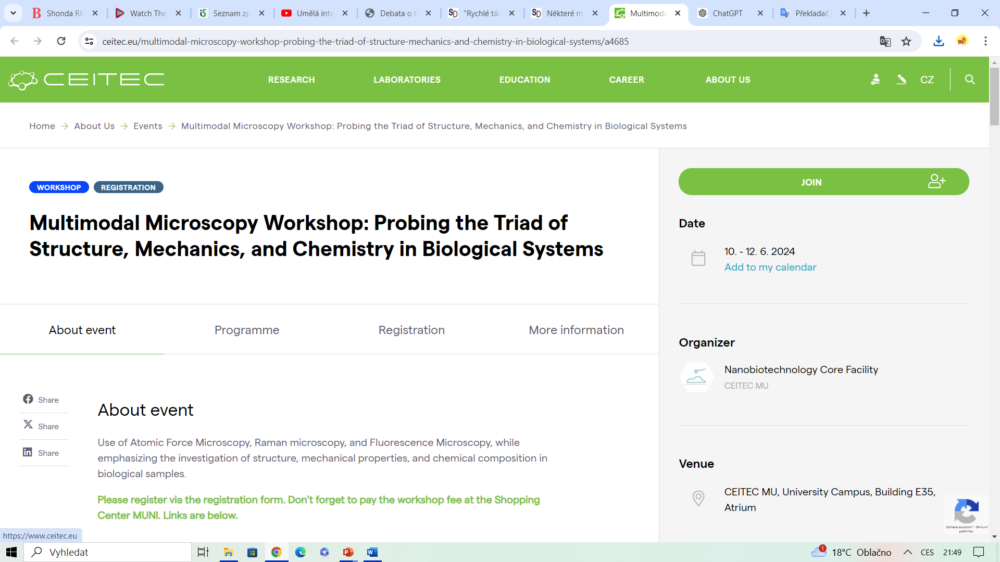 Shonda Rh
Watch The
Seznam zp
Umělá inte
Debata o b
"Rychlé tár
Některé m
Multimoda
ChatGPT
Překladač
ceitec.eu/multimodal-microscopy-workshop-probing-the-triad-of-structure-mechanics-and-chemistry-in-biological-systems/a4685
CEITEC
RESEARCH
LABORATORIES
EDUCATION
CAREER
ABOUT US
CZ
Home → About Us → Events → Multimodal Microscopy Workshop: Probing the Triad of Structure, Mechanics, and Chemistry in Biological Systems
WORKSHOP
REGISTRATION
Multimodal Microscopy Workshop: Probing the Triad of
Structure, Mechanics, and Chemistry in Biological Systems
About event
Programme
Registration
More information
Share
Share
Share
About event
Use of Atomic Force Microscopy, Raman microscopy, and Fluorescence Microscopy, while
emphasizing the investigation of structure, mechanical properties, and chemical composition in
biological samples.
Please register via the registration form. Don't forget to pay the workshop fee at the Shopping
Center MUNI. Links are below.
JOIN
Date
10. - 12. 6. 2024
Add to my calendar
Organizer
Nanobiotechnology Core Facility
CEITEC MU
Venue
CEITEC MU, University Campus, Building E35,
Atrium
Ochrana soukromí - Smluvní
podmínky
https://www.ceitec.eu
Vyhledat
1
18°C Oblačno
CES
21:49